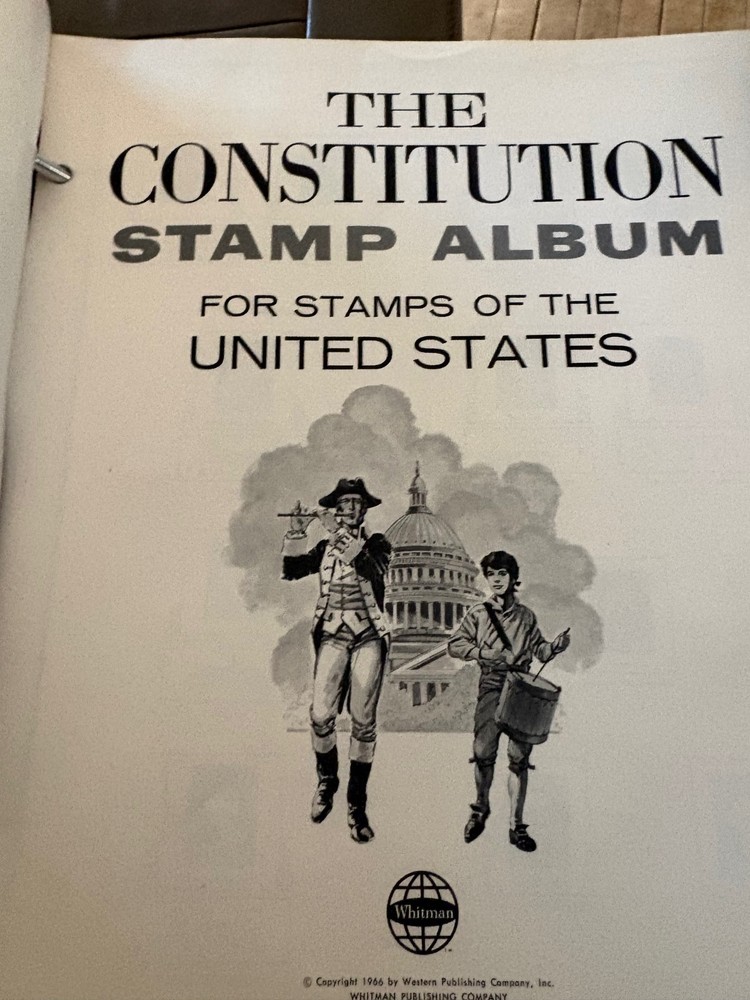 THE
CONSTITUTION
STAMP ALBUM
FOR STAMPS OF THE
UNITED STATES
Whitman
© Copyright 1966 by Western Publishing Company, Inc.
WHITMAN PUBLISHING COMPANY